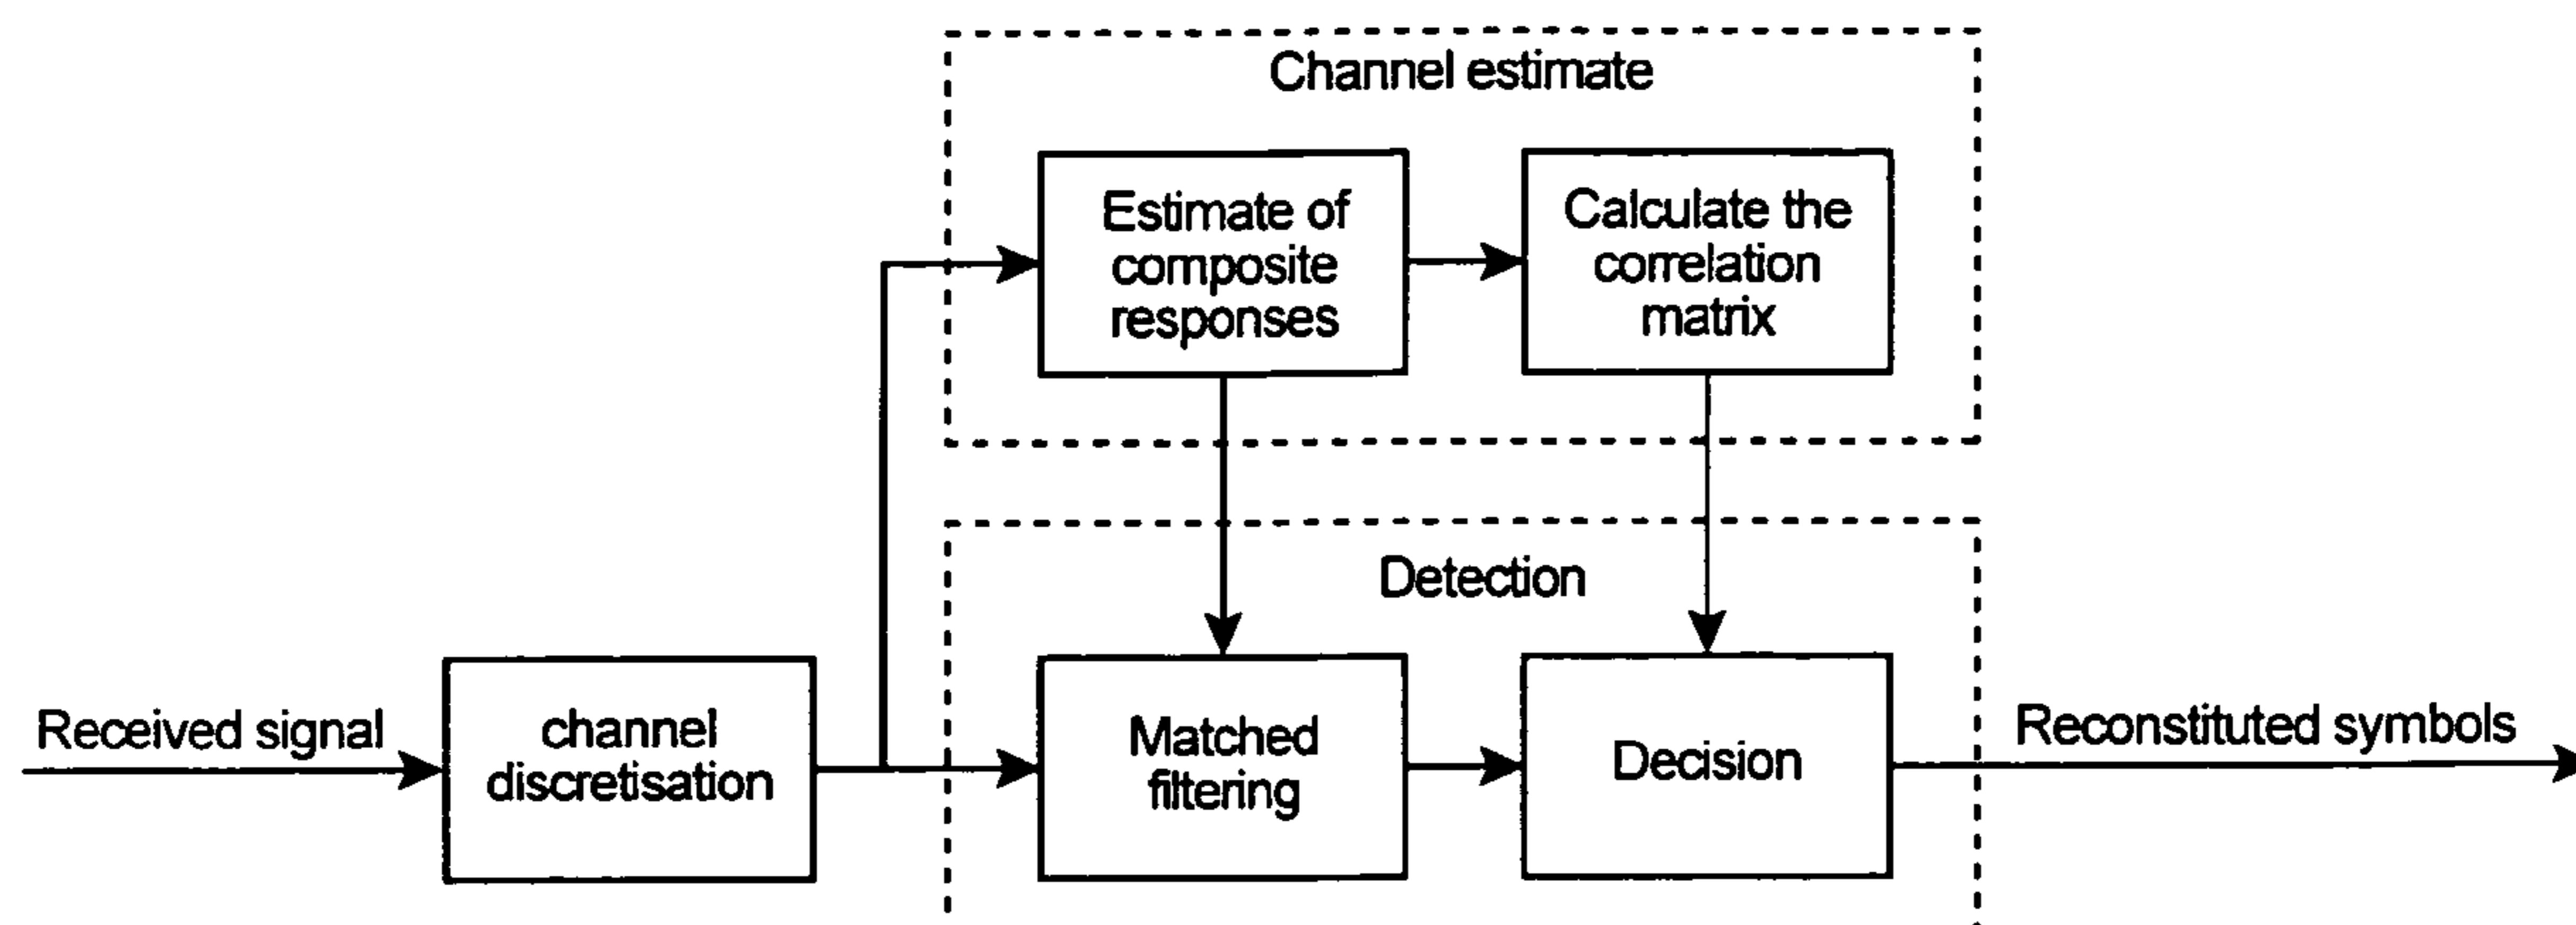 Channel estimate
Estimate of
composite
responses
Calculate the
correlation
matrix
Detection
Received signal
channel
discretisation
Matched
filtering
Decision
Reconstituted symbols